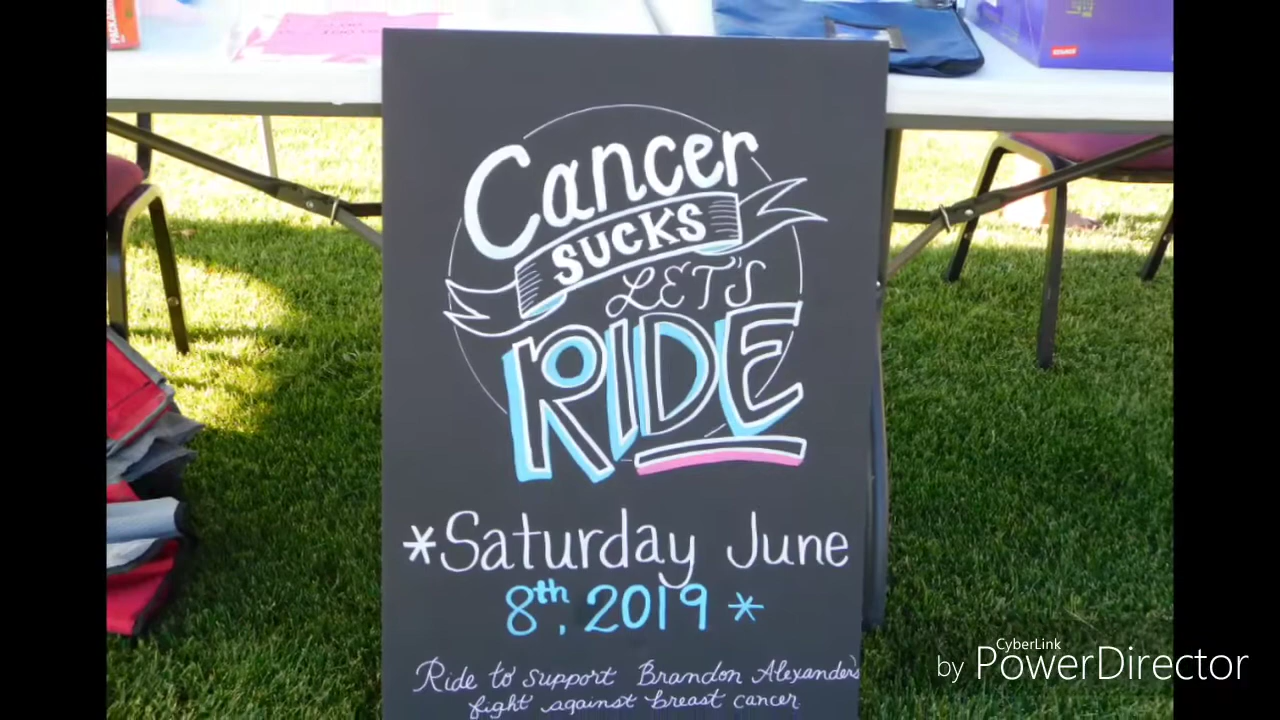 Cancer
SUCKS
LET'S
RIDE
*Saturday June
8th, 2019 *
Ride to support Brandon Alexander's
fight against breast cancer
CyberLink
by PowerDirector